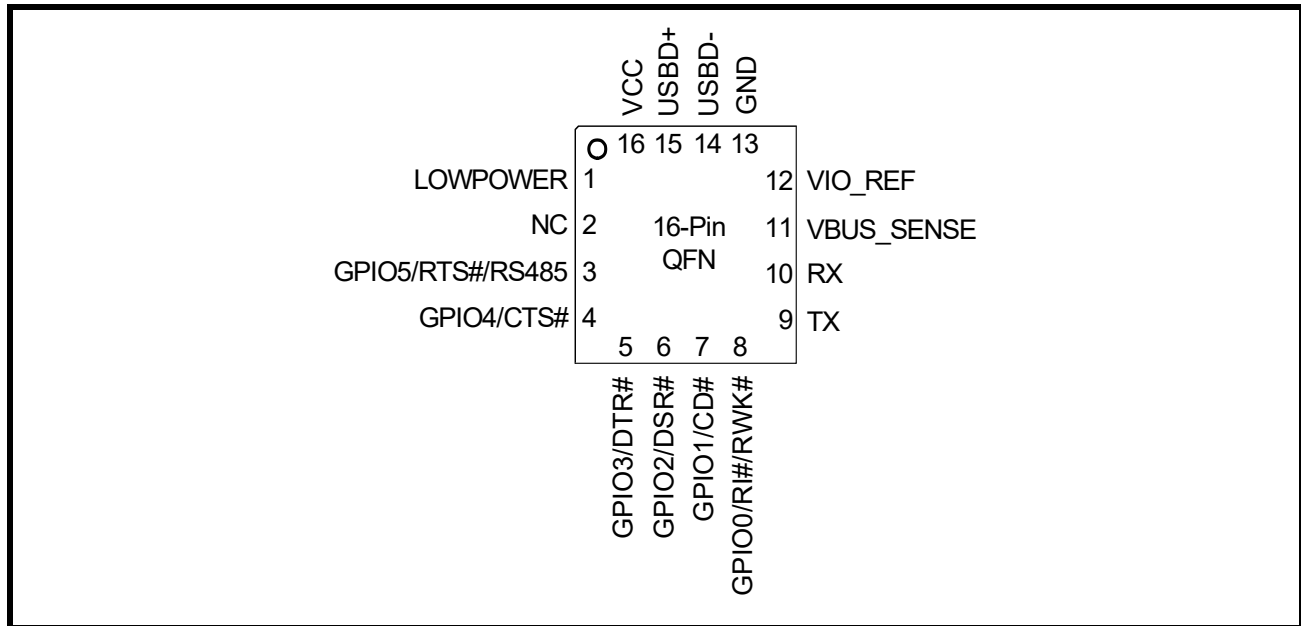 VCC
USBD+
USBD-
GND
16 15 14 13
LOWPOWER 1
12 VIO_REF
NC 2
16-Pin
QFN
11 VBUS_SENSE
GPIO5/RTS#/RS485 3
10 RX
GPIO4/CTS# 4
9 TX
5 6 7 8
GPIO3/DTR#
GPIO2/DSR#
GPIO1/CD#
GPIO0/RI#/RWK#